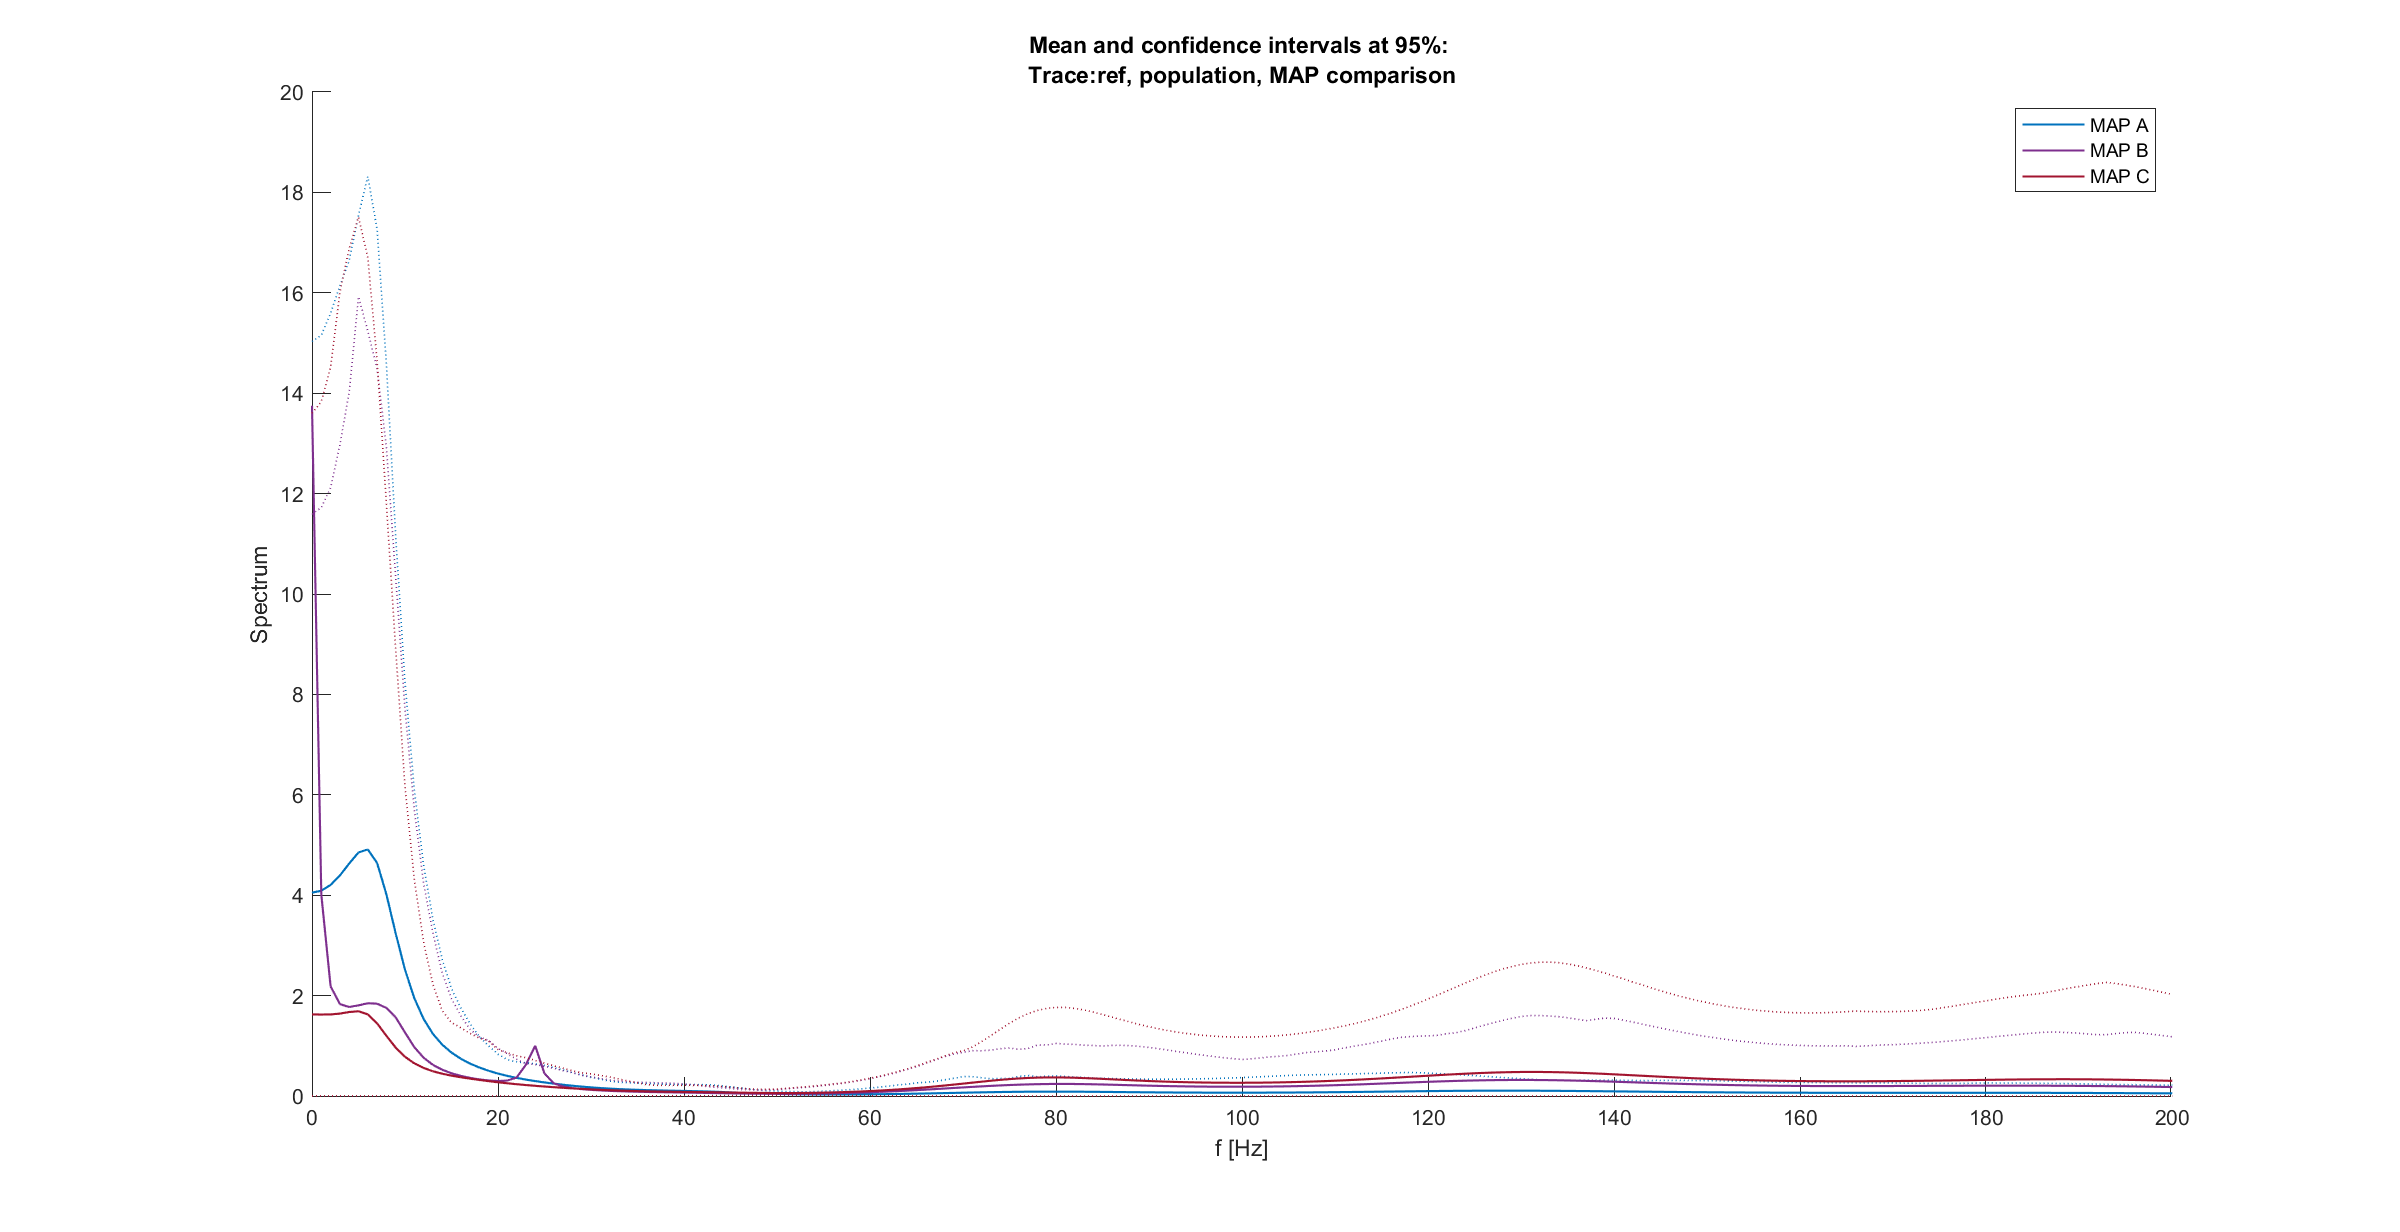 Mean and confidence intervals at 95%:
Trace:ref, population, MAP comparison
MAP A
MAP B
MAP C
20
18
16
14
12
10
8
6
4
2
0
Spectrum
0 20 40 60 80 100 120 140 160 180 200
f [Hz]